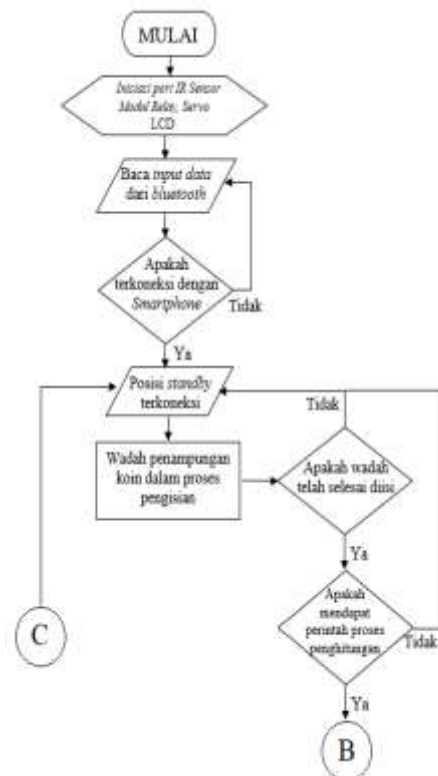 MULAI
Inisiasi port IR Sensor
Modul Relay, Servo
LCD
Baca input data
dari bluetooth
Apakah
terkoneksi dengan
Smartphone
Tidak
Ya
Posisi standby
terkoneksi
Tidak
Wadah penampungan
koin dalam proses
pengisian
Apakah wadah
telah selesai diisi
Ya
Apakah
mendapat
perintah proses
penghitungan
Tidak
C
Ya
B